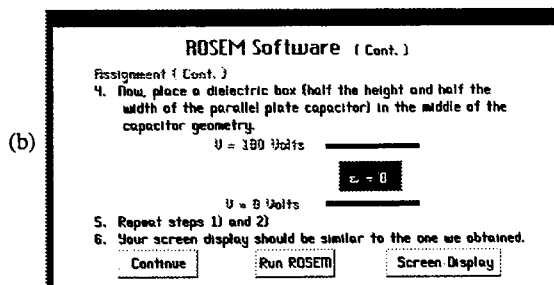 ROSEM Software ( Cont. )
Assignment ( Cont. )
4. Now, place a dielectric box (half the height and half the
width of the parallel plate capacitor) in the middle of the
capacitor geometry.
(b)
V = 100 Volts
V = 0 Volts
5. Repeat steps 1) and 2)
6. Your screen display should be similar to the one we obtained.
Continue Run ROSEM Screen Display